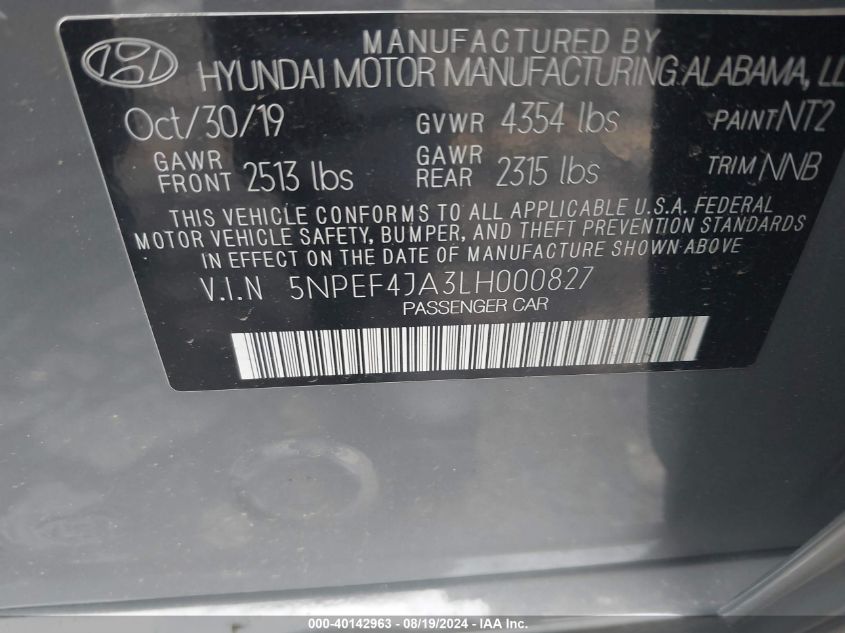 MANUFACTURED BY
HYUNDAI MOTOR MANUFACTURING ALABAMA, LL
Oct/30/19 GVWR 4354 lbs PAINT NT2
GAWR FRONT 2513 lbs GAWR REAR 2315 lbs TRIM NNB
THIS VEHICLE CONFORMS TO ALL APPLICABLE U.S.A. FEDERAL
MOTOR VEHICLE SAFETY, BUMPER, AND THEFT PREVENTION STANDARDS
IN EFFECT ON THE DATE OF MANUFACTURE SHOWN ABOVE.
V.I.N 5NPEF4JA3LH000827
PASSENGER CAR
000-40142963 - 08/19/2024 - IAA Inc.